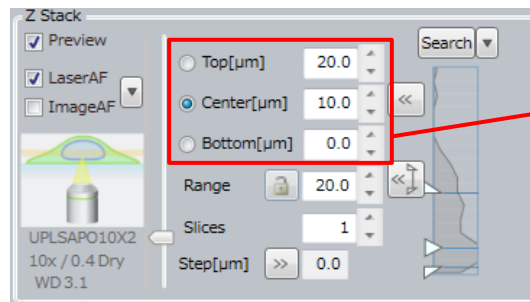 Z Stack
Preview
LaserAF
ImageAF
UPLSAPO10X2
10x / 0.4 Dry
WD 3.1
Top[µm] 20.0
Center[µm] 10.0 <<
Bottom[µm] 0.0
Range 20.0 <<
Slices 1
Step[µm] >> 0.0
Search